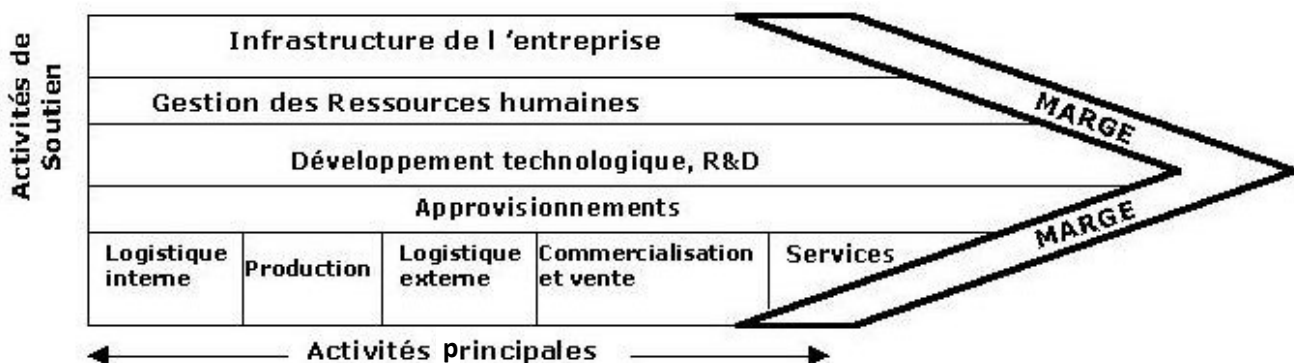 Activités de
Soutien
Infrastructure de l 'entreprise
Gestion des Ressources humaines
Développement technologique, R&D
Approvisionnements
Logistique
interne
Production
Logistique
externe
Commercialisation
et vente
Services
MARGE
MARGE
Activités principales